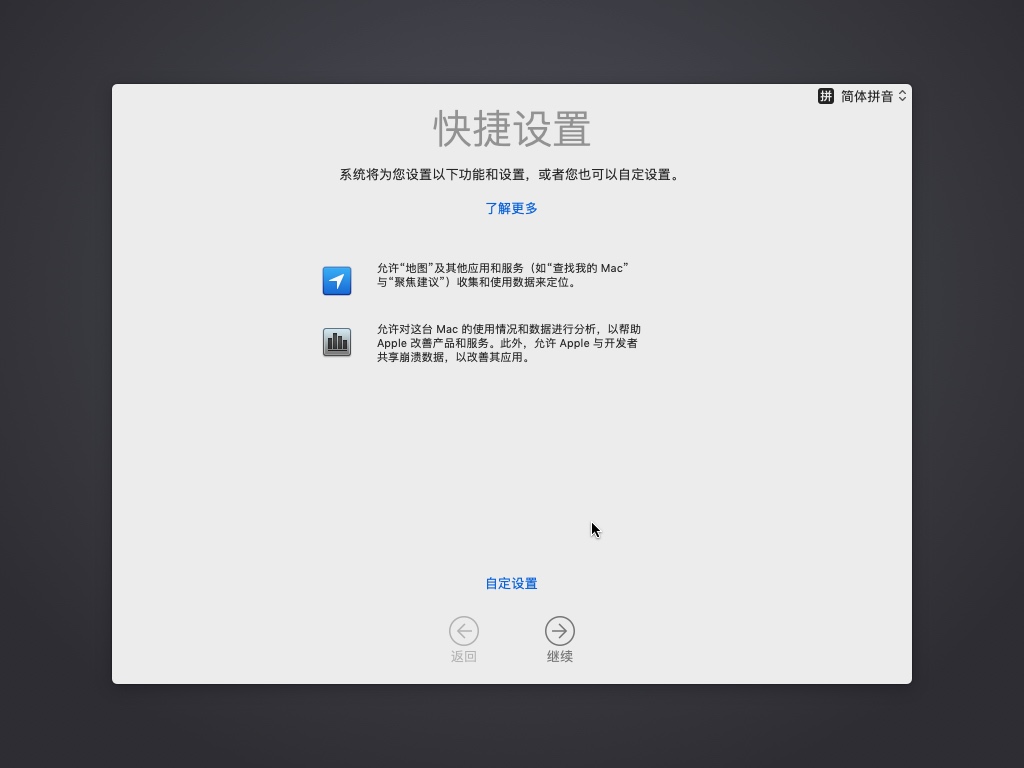 拼 简体拼音
快捷设置
系统将为您设置以下功能和设置，或者您也可以自定设置。
了解更多
允许“地图”及其他应用和服务（如“查找我的 Mac”
与“聚焦建议”）收集和使用数据来定位。
允许对这台 Mac 的使用情况和数据进行分析，以帮助
Apple 改善产品和服务。此外，允许 Apple 与开发者
共享崩溃数据，以改善其应用。
自定设置
返回 继续